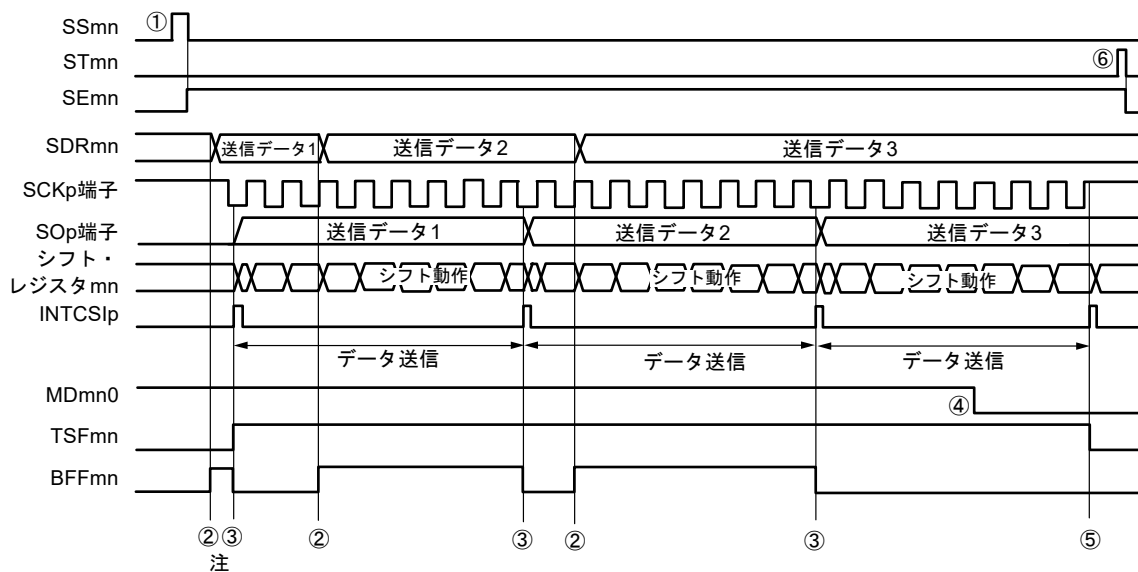 SSmn ①
STmn ⑥
SEmn
SDRmn 送信データ1 送信データ2 送信データ3
SCKp端子
SOp端子 送信データ1 送信データ2 送信データ3
シフト・
レジスタmn シフト動作 シフト動作 シフト動作
INTCSIp
データ送信 データ送信 データ送信
MDmn0 ④
TSFmn
BFFmn
②③ ② ③ ② ③ ⑤
注